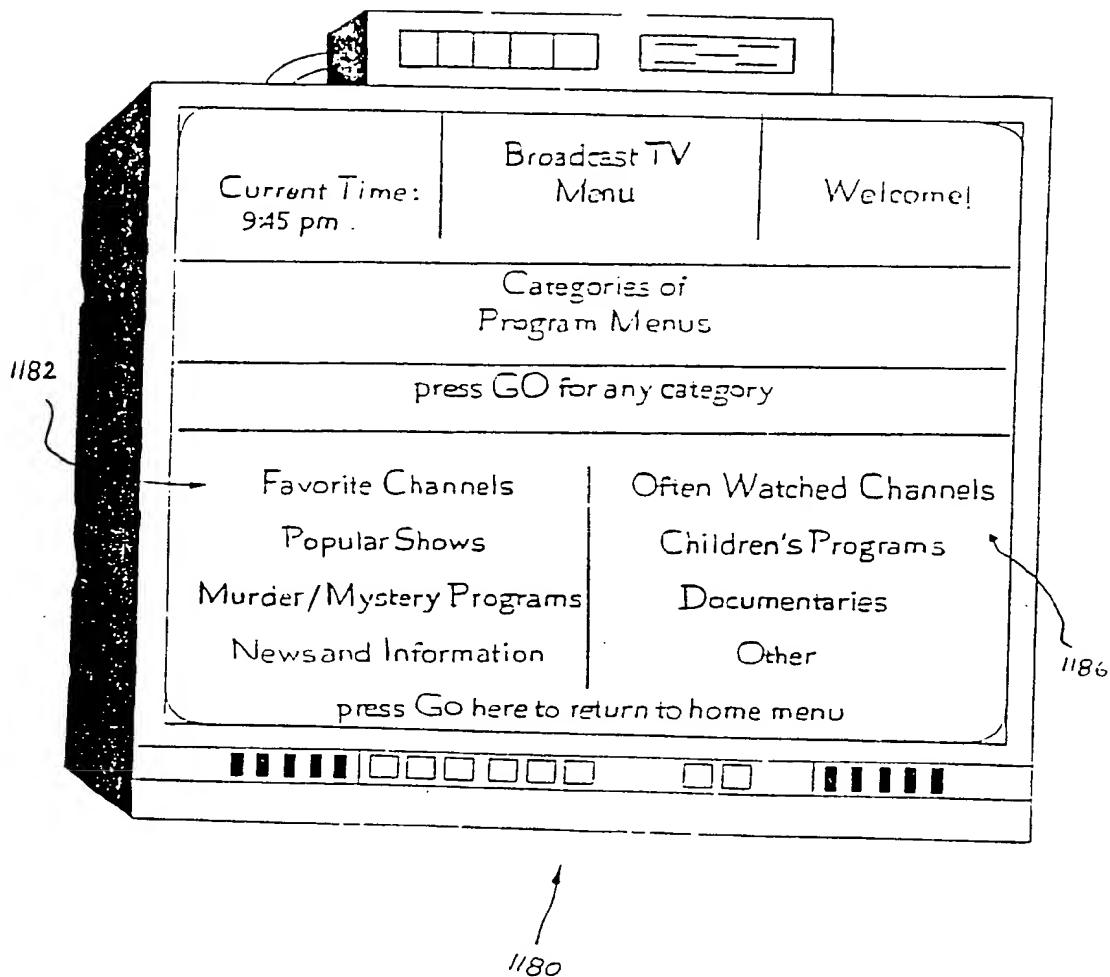 Broadcast TV
Menu
Current Time:
9:45 pm.
Welcome!
Categories of
Program Menus
press GO for any category
1182
Favorite Channels
Often Watched Channels
Popular Shows
Children's Programs
Murder/Mystery Programs
Documentaries
News and Information
Other
1186
press Go here to return to home menu
1180